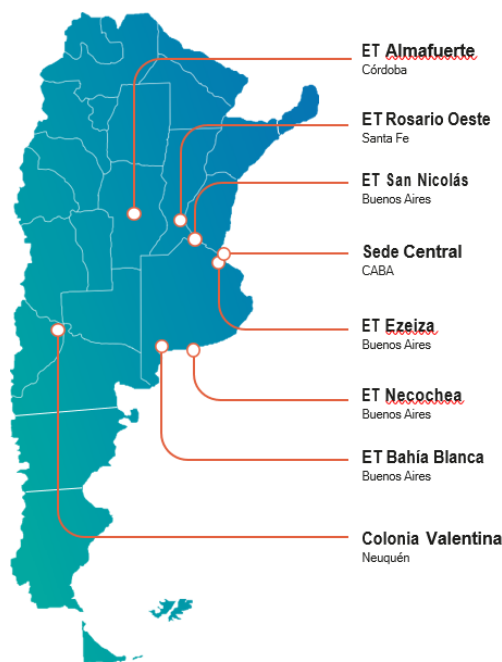 ET Almafuerte
Córdoba
ET Rosario Oeste
Santa Fe
ET San Nicolás
Buenos Aires
Sede Central
CABA
ET Ezeiza
Buenos Aires
ET Necochea
Buenos Aires
ET Bahía Blanca
Buenos Aires
Colonia Valentina
Neuquén